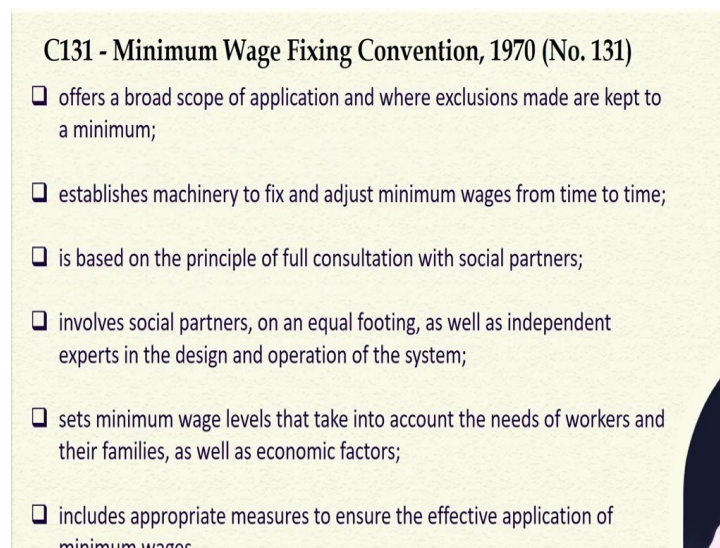 C131 - Minimum Wage Fixing Convention, 1970 (No. 131)
❑ offers a broad scope of application and where exclusions made are kept to
a minimum;
❑ establishes machinery to fix and adjust minimum wages from time to time;
❑ is based on the principle of full consultation with social partners;
❑ involves social partners, on an equal footing, as well as independent
experts in the design and operation of the system;
❑ sets minimum wage levels that take into account the needs of workers and
their families, as well as economic factors;
❑ includes appropriate measures to ensure the effective application of
minimum wages